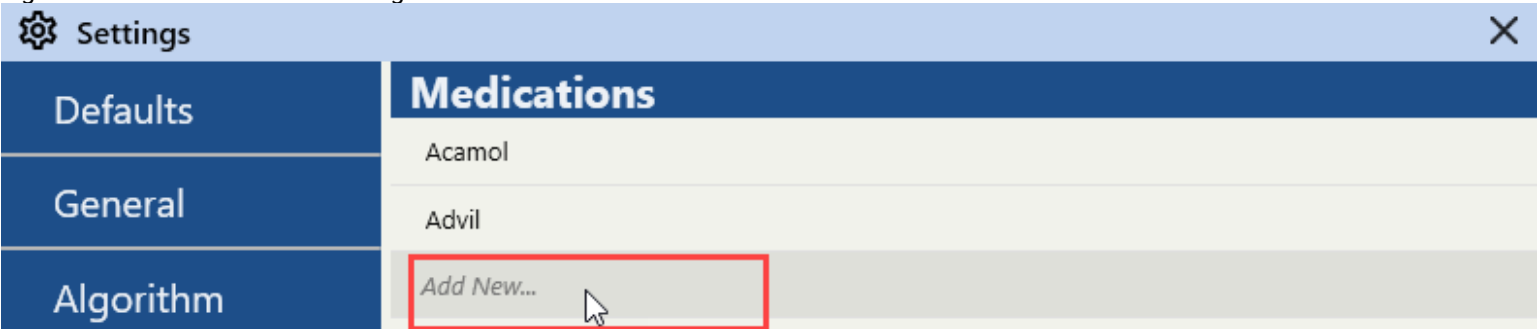 Settings
Defaults
General
Algorithm
Medications
Acamol
Advil
Add New...